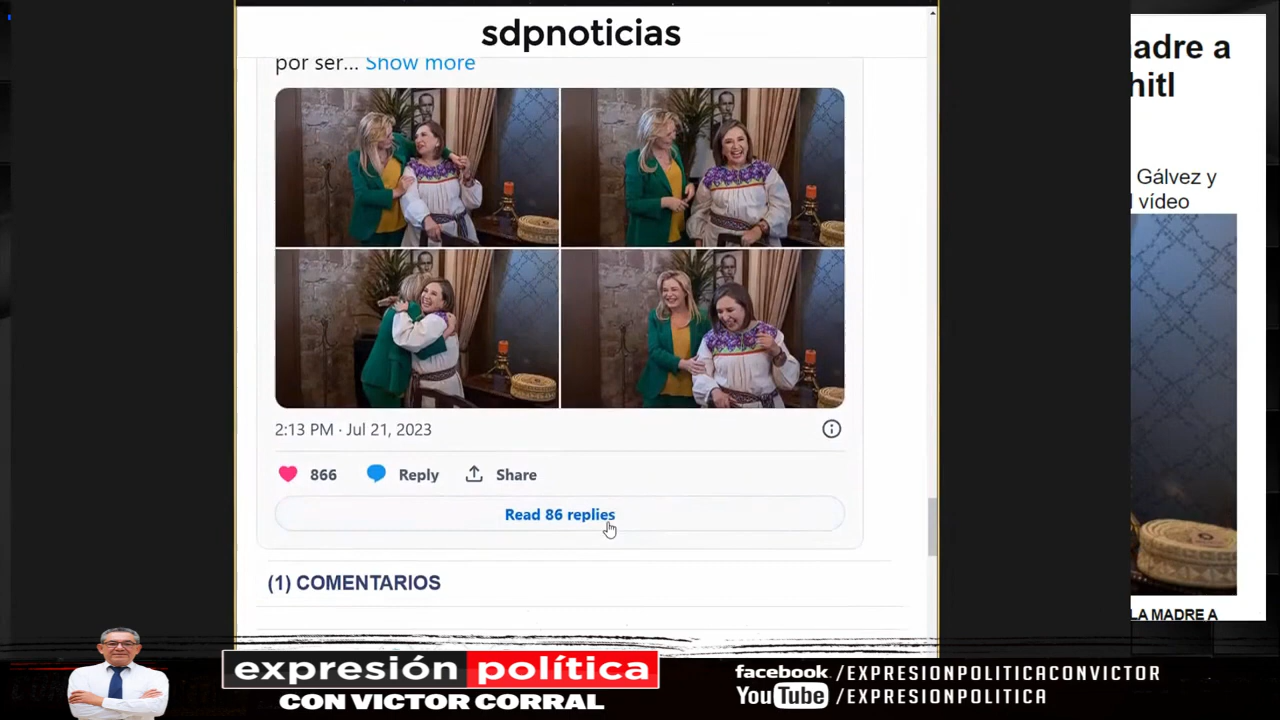 sdpnoticias
adre a
hitl
por ser... Show more
Gálvez y
vídeo
2:13 PM · Jul 21, 2023
866 Reply Share
Read 86 replies
(1) COMENTARIOS
LA MADRE A
expresión política
CON VICTOR CORRAL
facebook /EXPRESIONPOLITICACONVICTOR
YouTube /EXPRESIONPOLITICA